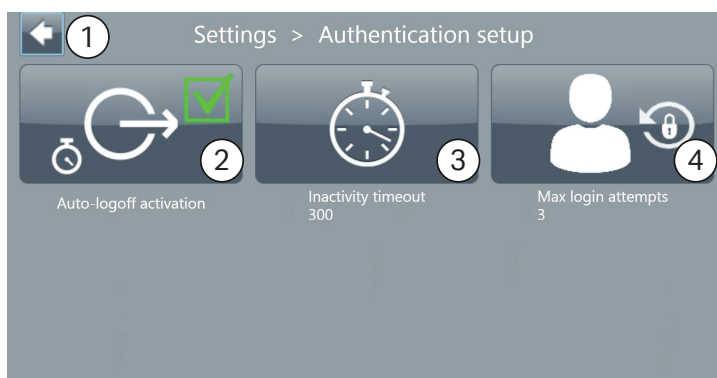 1
Settings > Authentication setup
2
3
4
Auto-logoff activation
Inactivity timeout
300
Max login attempts
3